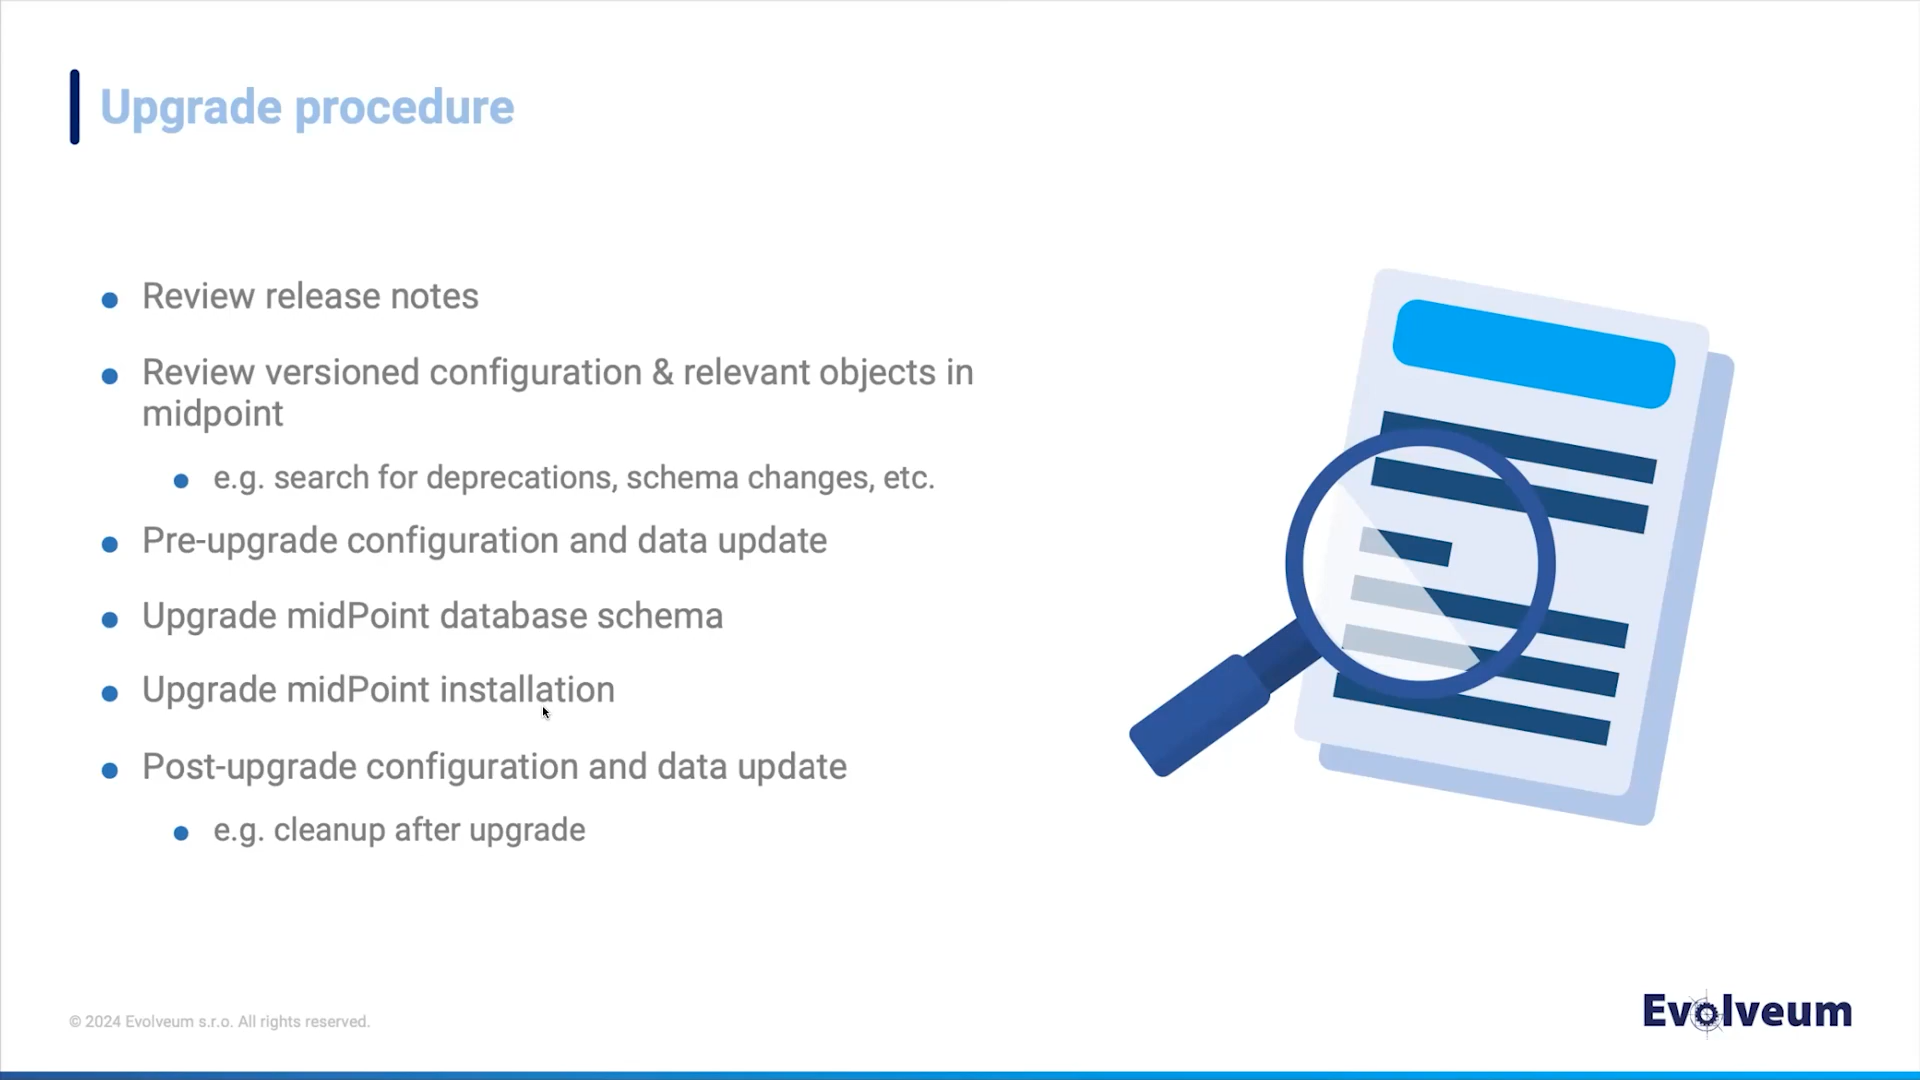 Upgrade procedure
Review release notes
Review versioned configuration & relevant objects in
midpoint
e.g. search for deprecations, schema changes, etc.
Pre-upgrade configuration and data update
Upgrade midPoint database schema
Upgrade midPoint installation
Post-upgrade configuration and data update
e.g. cleanup after upgrade
© 2024 Evolveum s.r.o. All rights reserved.
Evolveum